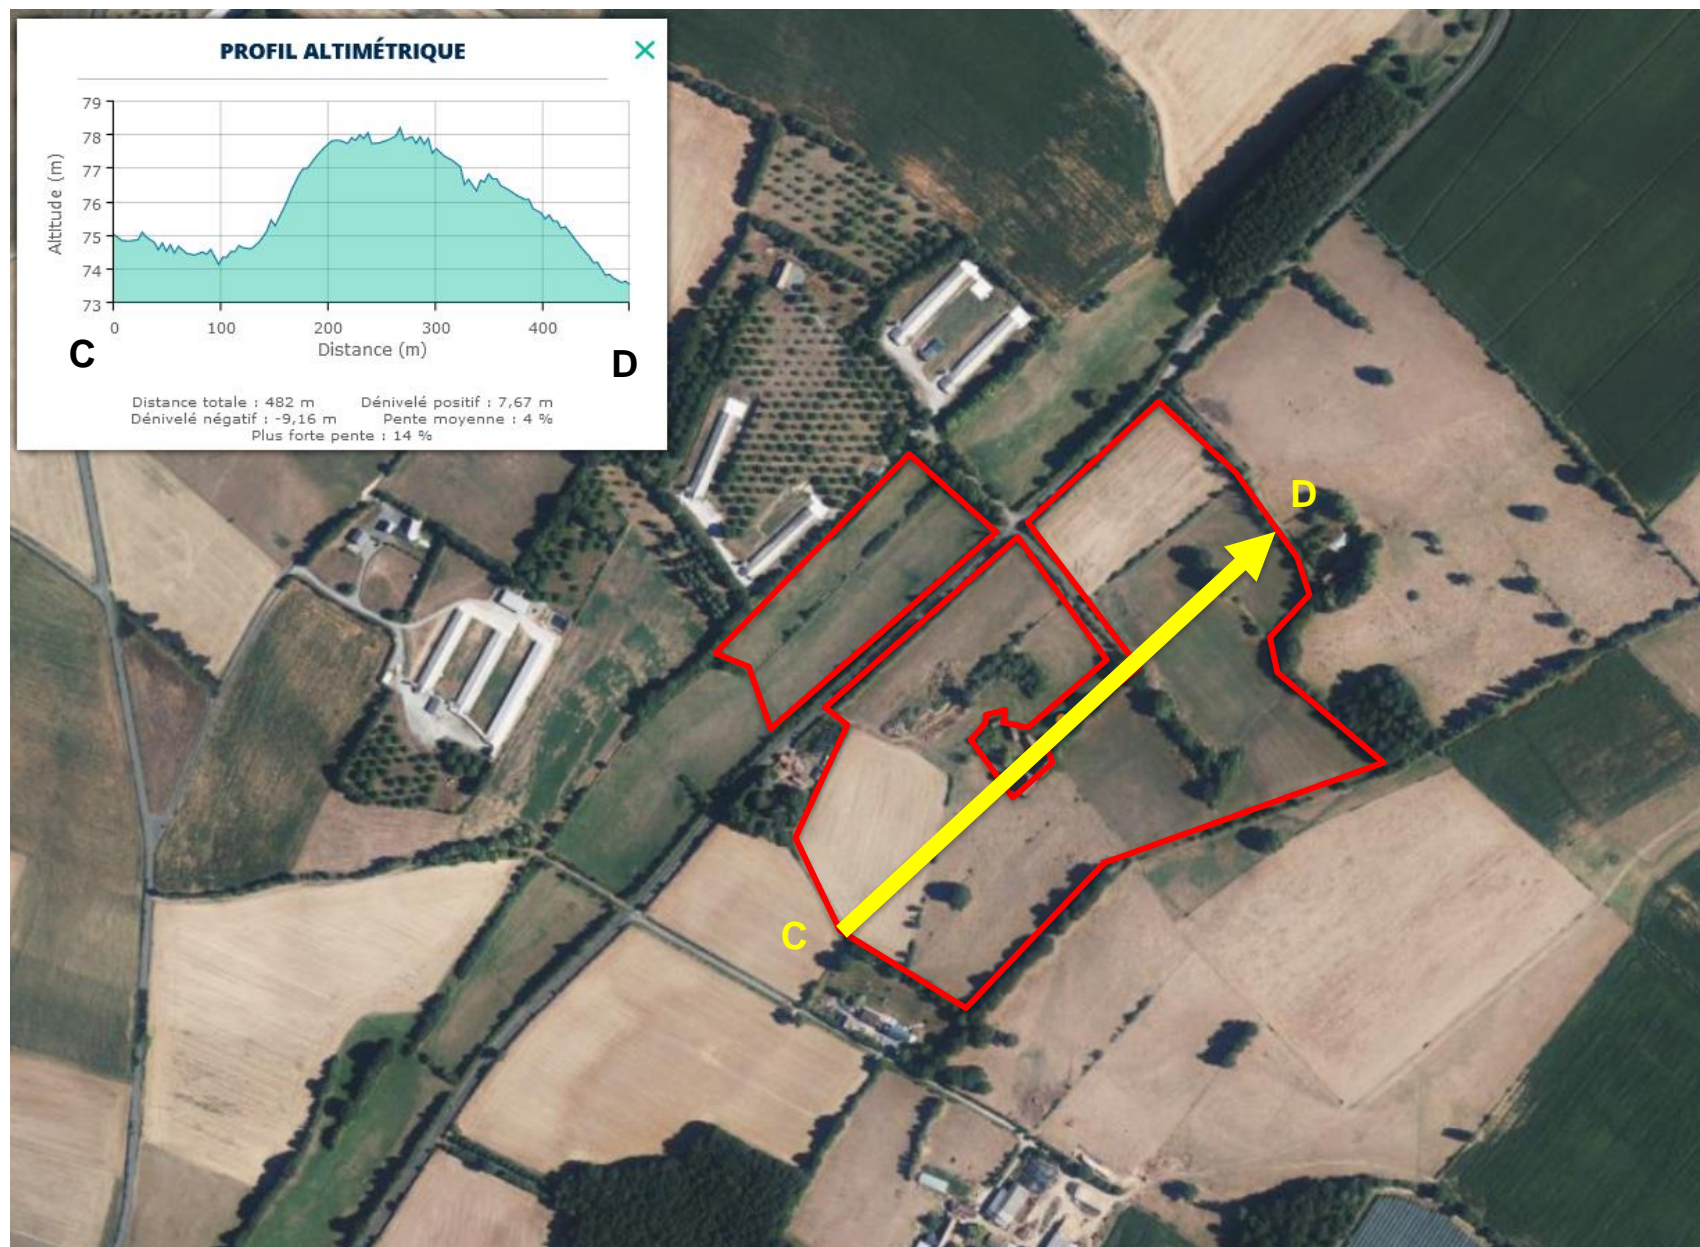 PROFIL ALTIMÉTRIQUE
79
78
77
76
75
74
73
Altitude (m)
0 100 200 300 400
Distance (m)
C D
Distance totale : 482 m Dénivelé positif : 7,67 m
Dénivelé négatif : -9,16 m Pente moyenne : 4 %
Plus forte pente : 14 %
D
C